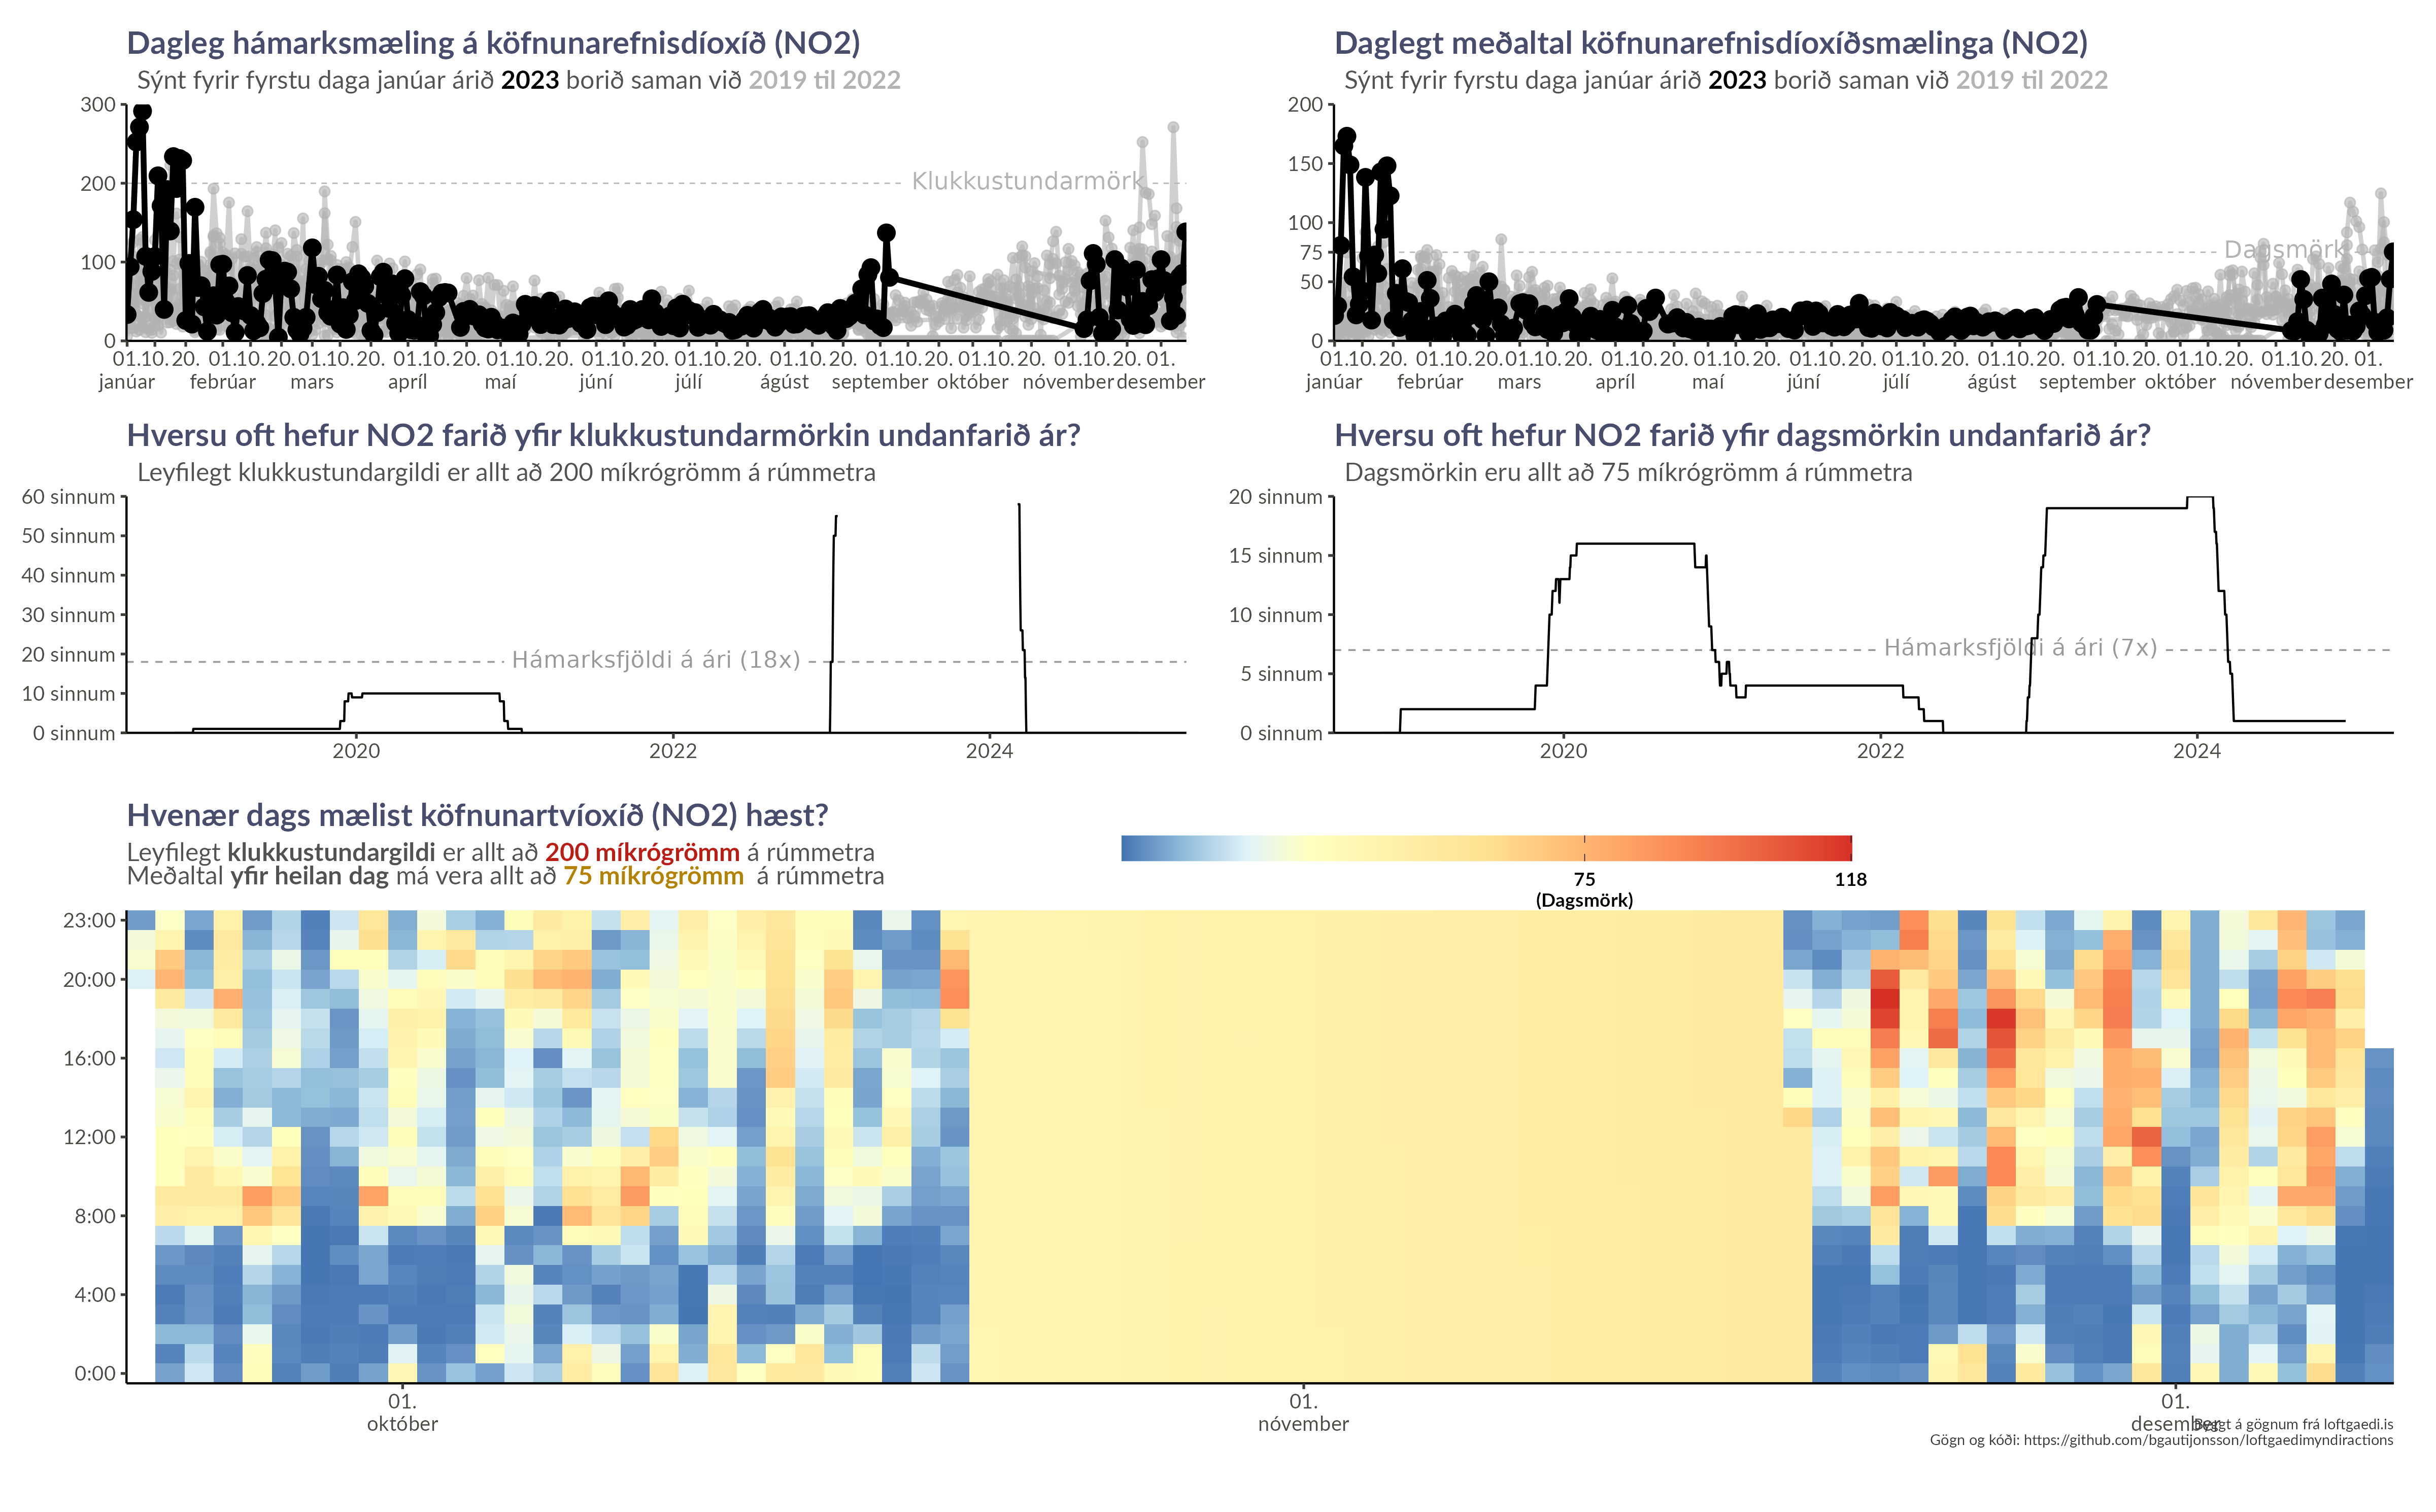 Dagleg hámarksmæling á köfnunarefnisdíoxíð (NO2)
Sýnt fyrir fyrstu daga janúar árið 2023 borið saman við 2019 til 2022
300
200
100
0
Klukkustundarmörk
01. 10. 20. 01. 10. 20. 01. 10. 20. 01. 10. 20. 01. 10. 20. 01. 10. 20. 01. 10. 20. 01. 10. 20. 01. 10. 20. 01. 10. 20. 01. 10. 20. 01.
janúar febrúar mars apríl maí júní júlí ágúst september október nóvember desember
Daglegt meðaltal köfnunarefnisdíoxíðsmælinga (NO2)
Sýnt fyrir fyrstu daga janúar árið 2023 borið saman við 2019 til 2022
200
150
100
75
50
0
Dagsmörk
01. 10. 20. 01. 10. 20. 01. 10. 20. 01. 10. 20. 01. 10. 20. 01. 10. 20. 01. 10. 20. 01. 10. 20. 01. 10. 20. 01. 10. 20. 01. 10. 20. 01.
janúar febrúar mars apríl maí júní júlí ágúst september október nóvember desember
Hversu oft hefur NO2 farið yfir klukkustundarmörkin undanfarið ár?
Leyfilegt klukkustundargildi er allt að 200 míkrógrömm á rúmmetra
60 sinnum
50 sinnum
40 sinnum
30 sinnum
20 sinnum
10 sinnum
0 sinnum
Hámarksfjöldi á ári (18x)
2020 2022 2024
Hversu oft hefur NO2 farið yfir dagsmörkin undanfarið ár?
Dagsmörkin eru allt að 75 míkrógrömm á rúmmetra
20 sinnum
15 sinnum
10 sinnum
5 sinnum
0 sinnum
Hámarksfjöldi á ári (7x)
2020 2022 2024
Hvenær dags mælist köfnunartvíoxíð (NO2) hæst?
Leyfilegt klukkustundargildi er allt að 200 míkrógrömm á rúmmetra
Meðaltal yfir heilan dag má vera allt að 75 míkrógrömm á rúmmetra
75 118
(Dagsmörk)
23:00
20:00
16:00
12:00
8:00
4:00
0:00
01. 01. 01.
október nóvember desember
Byggt á gögnum frá loftgaedi.is
Gögn og kóði: https://github.com/bgautijonsson/loftgaedimyndiractions